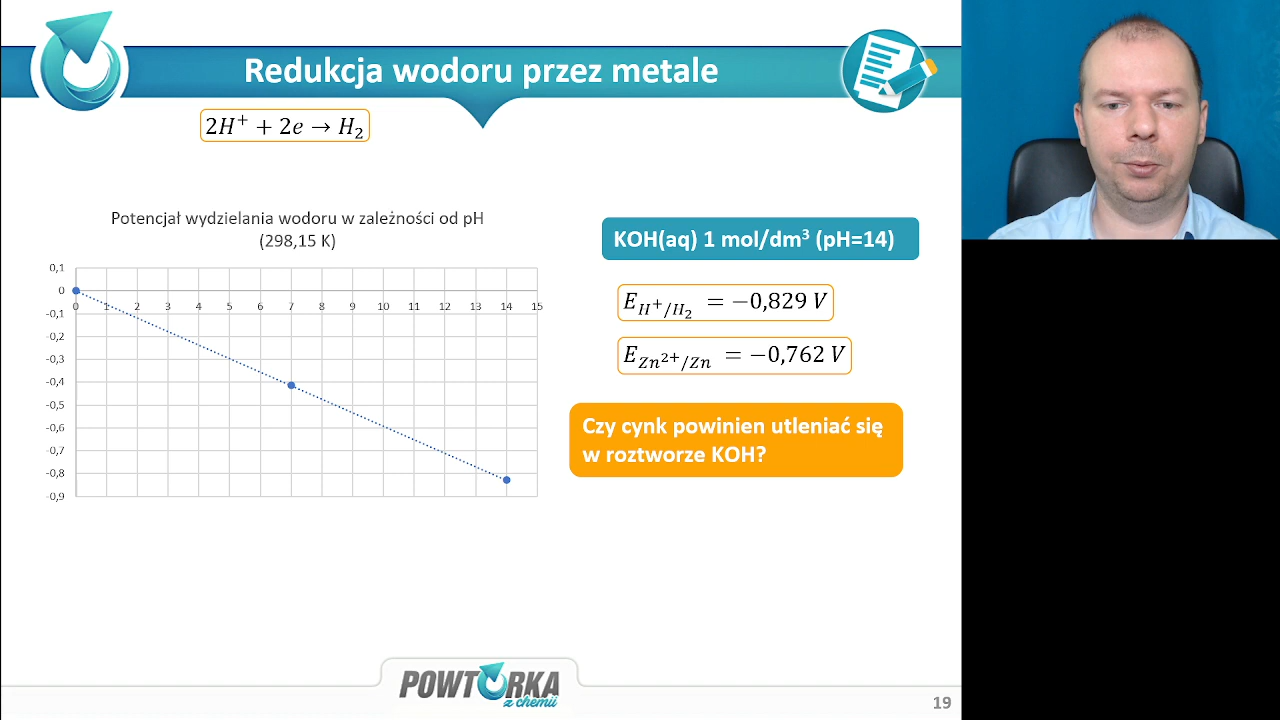 Redukcja wodoru przez metale
2H⁺ + 2e → H₂
Potencjał wydzielania wodoru w zależności od pH
(298,15 K)
0,1
0
-0,1
-0,2
-0,3
-0,4
-0,5
-0,6
-0,7
-0,8
-0,9
0 1 2 3 4 5 6 7 8 9 10 11 12 13 14 15
KOH(aq) 1 mol/dm³ (pH=14)
E_{H⁺/H₂} = −0,829 V
E_{Zn²⁺/Zn} = −0,762 V
Czy cynk powinien utleniać się
w roztworze KOH?
POWTÓRKA
z chemii
19